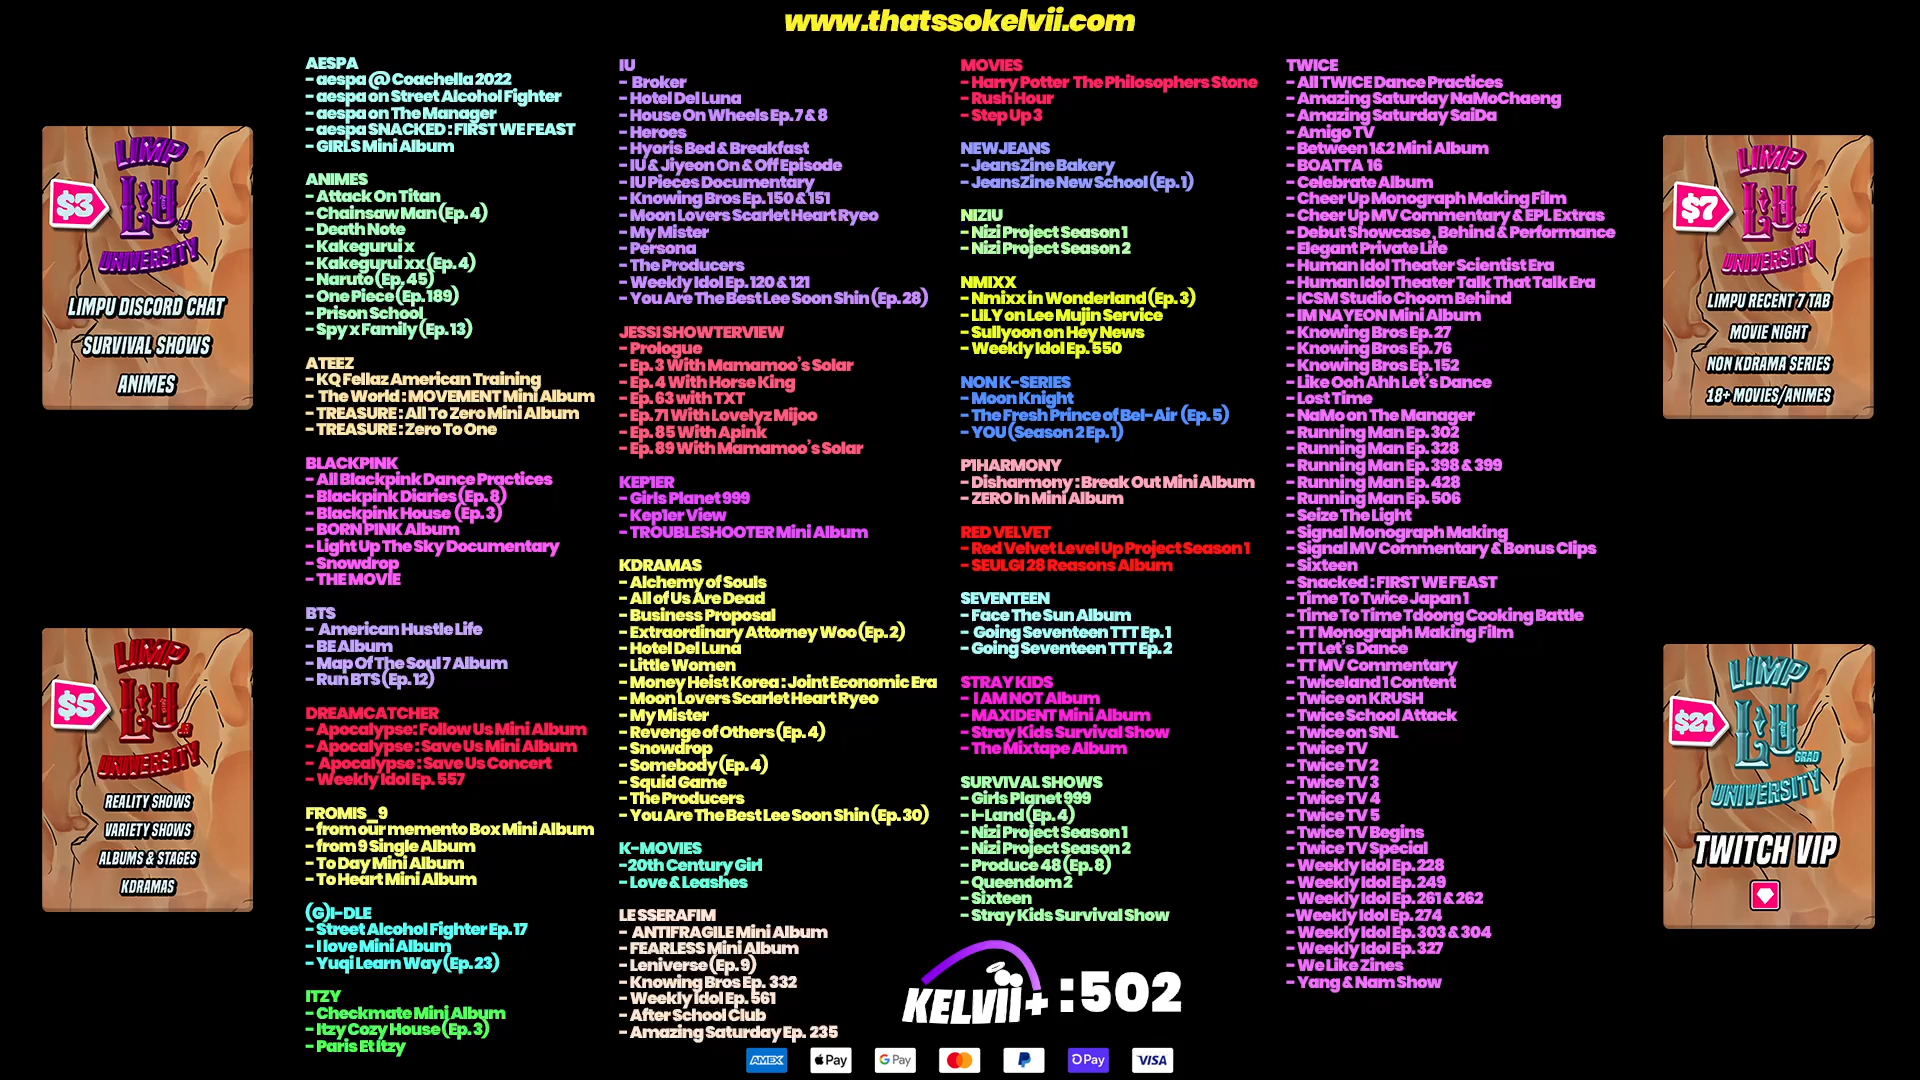 www.thatssokelvii.com
LIMP
$3
LU
JR
UNIVERSITY
LIMPU DISCORD CHAT
SURVIVAL SHOWS
ANIMES
LIMP
$5
LU
UNIVERSITY
REALITY SHOWS
VARIETY SHOWS
ALBUMS & STAGES
KDRAMAS
AESPA
- aespa @ Coachella 2022
- aespa on Street Alcohol Fighter
- aespa on The Manager
- aespa SNACKED : FIRST WE FEAST
- GIRLS Mini Album
ANIMES
- Attack On Titan
- Chainsaw Man (Ep. 4)
- Death Note
- Kakegurui x
- Kakegurui xx (Ep. 4)
- Naruto (Ep. 45)
- One Piece (Ep. 189)
- Prison School
- Spy x Family (Ep. 13)
ATEEZ
- KQ Fellaz American Training
- The World : MOVEMENT Mini Album
- TREASURE : All To Zero Mini Album
- TREASURE : Zero To One
BLACKPINK
- All Blackpink Dance Practices
- Blackpink Diaries (Ep. 8)
- Blackpink House (Ep. 3)
- BORN PINK Album
- Light Up The Sky Documentary
- Snowdrop
- THE MOVIE
BTS
- American Hustle Life
- BE Album
- Map Of The Soul 7 Album
- Run BTS (Ep. 12)
DREAMCATCHER
- Apocalypse : Follow Us Mini Album
- Apocalypse : Save Us Mini Album
- Apocalypse : Save Us Concert
- Weekly Idol Ep. 557
FROMIS_9
- from our memento Box Mini Album
- from 9 Single Album
- To Day Mini Album
- To Heart Mini Album
(G)I-DLE
- Street Alcohol Fighter Ep. 17
- I love Mini Album
- Yuqi Learn Way (Ep. 23)
ITZY
- Checkmate Mini Album
- Itzy Cozy House (Ep. 3)
- Paris Et Itzy
IU
- Broker
- Hotel Del Luna
- House On Wheels Ep. 7 & 8
- Heroes
- Hyoris Bed & Breakfast
- IU & Jiyeon On & Off Episode
- IU Pieces Documentary
- Knowing Bros Ep. 150 & 151
- Moon Lovers Scarlet Heart Ryeo
- My Mister
- Persona
- The Producers
- Weekly Idol Ep. 120 & 121
- You Are The Best Lee Soon Shin (Ep. 28)
JESSI SHOWTERVIEW
- Prologue
- Ep. 3 With Mamamoo's Solar
- Ep. 4 With Horse King
- Ep. 63 with TXT
- Ep. 71 With Lovelyz Mijoo
- Ep. 85 With Apink
- Ep. 89 With Mamamoo's Solar
KEP1ER
- Girls Planet 999
- Kep1er View
- TROUBLESHOOTER Mini Album
KDRAMAS
- Alchemy of Souls
- All of Us Are Dead
- Business Proposal
- Extraordinary Attorney Woo (Ep. 2)
- Hotel Del Luna
- Little Women
- Money Heist Korea : Joint Economic Era
- Moon Lovers Scarlet Heart Ryeo
- My Mister
- Revenge of Others (Ep. 4)
- Snowdrop
- Somebody (Ep. 4)
- Squid Game
- The Producers
- You Are The Best Lee Soon Shin (Ep. 30)
K-MOVIES
-20th Century Girl
- Love & Leashes
LE SSERAFIM
- ANTIFRAGILE Mini Album
- FEARLESS Mini Album
- Leniverse (Ep. 9)
- Knowing Bros Ep. 332
- Weekly Idol Ep. 561
- After School Club
- Amazing Saturday Ep. 235
MOVIES
- Harry Potter The Philosophers Stone
- Rush Hour
- Step Up 3
NEWJEANS
- JeansZine Bakery
- JeansZine New School (Ep. 1)
NIZIU
- Nizi Project Season 1
- Nizi Project Season 2
NMIXX
- Nmixx in Wonderland (Ep. 3)
- LILY on Lee Mujin Service
- Sullyoon on Hey News
- Weekly Idol Ep. 550
NON K-SERIES
- Moon Knight
- The Fresh Prince of Bel-Air (Ep. 5)
- YOU (Season 2 Ep. 1)
P1HARMONY
- Disharmony : Break Out Mini Album
- ZERO In Mini Album
RED VELVET
- Red Velvet Level Up Project Season 1
- SEULGI 28 Reasons Album
SEVENTEEN
- Face The Sun Album
- Going Seventeen TTT Ep. 1
- Going Seventeen TTT Ep. 2
STRAY KIDS
- I AM NOT Album
- MAXIDENT Mini Album
- Stray Kids Survival Show
- The Mixtape Album
SURVIVAL SHOWS
- Girls Planet 999
- I-Land (Ep. 4)
- Nizi Project Season 1
- Nizi Project Season 2
- Produce 48 (Ep. 8)
- Queendom 2
- Sixteen
- Stray Kids Survival Show
KELVii+ :502
AMEX
Pay
G Pay
P
Pay
VISA
TWICE
- All TWICE Dance Practices
- Amazing Saturday NaMoChaeng
- Amazing Saturday SaiDa
- Amigo TV
- Between 1&2 Mini Album
- BOATTA 16
- Celebrate Album
- Cheer Up Monograph Making Film
- Cheer Up MV Commentary & EPL Extras
- Debut Showcase , Behind & Performance
- Elegant Private Life
- Human Idol Theater Scientist Era
- Human Idol Theater Talk That Talk Era
- ICSM Studio Choom Behind
- IM NAYEON Mini Album
- Knowing Bros Ep. 27
- Knowing Bros Ep. 76
- Knowing Bros Ep. 152
- Like Ooh Ahh Let's Dance
- Lost Time
- NaMo on The Manager
- Running Man Ep. 302
- Running Man Ep. 328
- Running Man Ep. 398 & 399
- Running Man Ep. 428
- Running Man Ep. 506
- Seize The Light
- Signal Monograph Making
- Signal MV Commentary & Bonus Clips
- Sixteen
- Snacked : FIRST WE FEAST
- Time To Twice Japan 1
- Time To Time Tdoong Cooking Battle
- TT Monograph Making Film
- TT Let's Dance
- TT MV Commentary
- Twiceland 1 Content
- Twice on KRUSH
- Twice School Attack
- Twice on SNL
- Twice TV
- Twice TV 2
- Twice TV 3
- Twice TV 4
- Twice TV 5
- Twice TV Begins
- Twice TV Special
- Weekly Idol Ep. 228
- Weekly Idol Ep. 249
- Weekly Idol Ep. 261 & 262
- Weekly Idol Ep. 274
- Weekly Idol Ep. 303 & 304
- Weekly Idol Ep. 327
- We Like Zines
- Yang & Nam Show
LIMP
$7
LU
SR
UNIVERSITY
LIMPU RECENT 7 TAB
MOVIE NIGHT
NON KDRAMA SERIES
18+ MOVIES/ANIMES
LIMP
$21
LU
GRAD
UNIVERSITY
TWITCH VIP